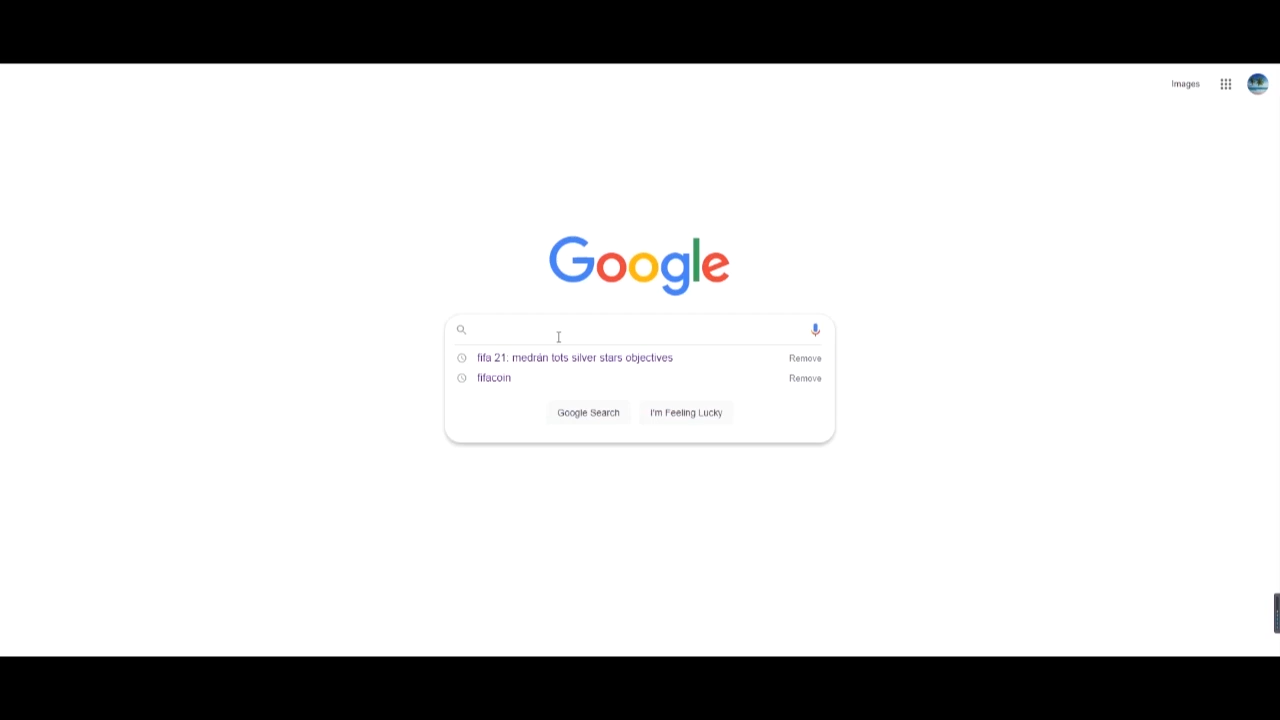 Images
Google
fifa 21: medrán tots silver stars objectives
Remove
fifacoin
Remove
Google Search
I'm Feeling Lucky